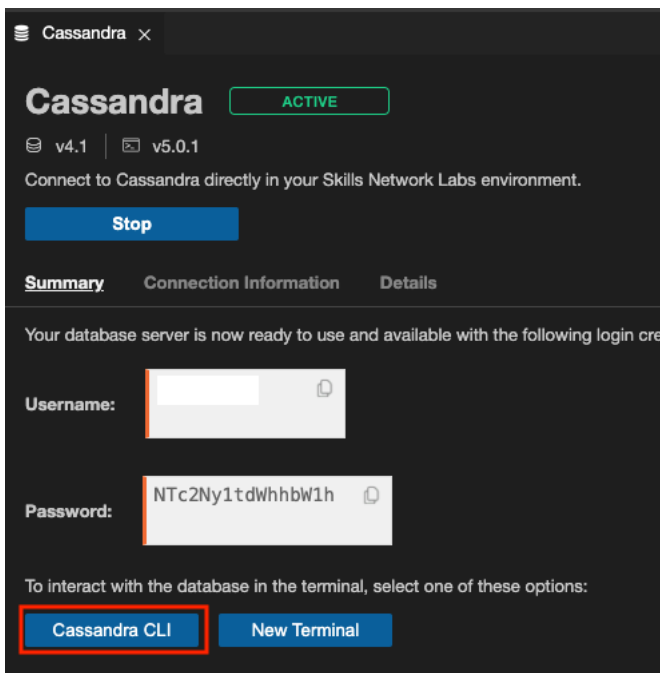 Cassandra
Cassandra ACTIVE
v4.1 v5.0.1
Connect to Cassandra directly in your Skills Network Labs environment.
Stop
Summary Connection Information Details
Your database server is now ready to use and available with the following login cre
Username:
Password: NTc2Ny1tdWhhbW1h
To interact with the database in the terminal, select one of these options:
Cassandra CLI New Terminal